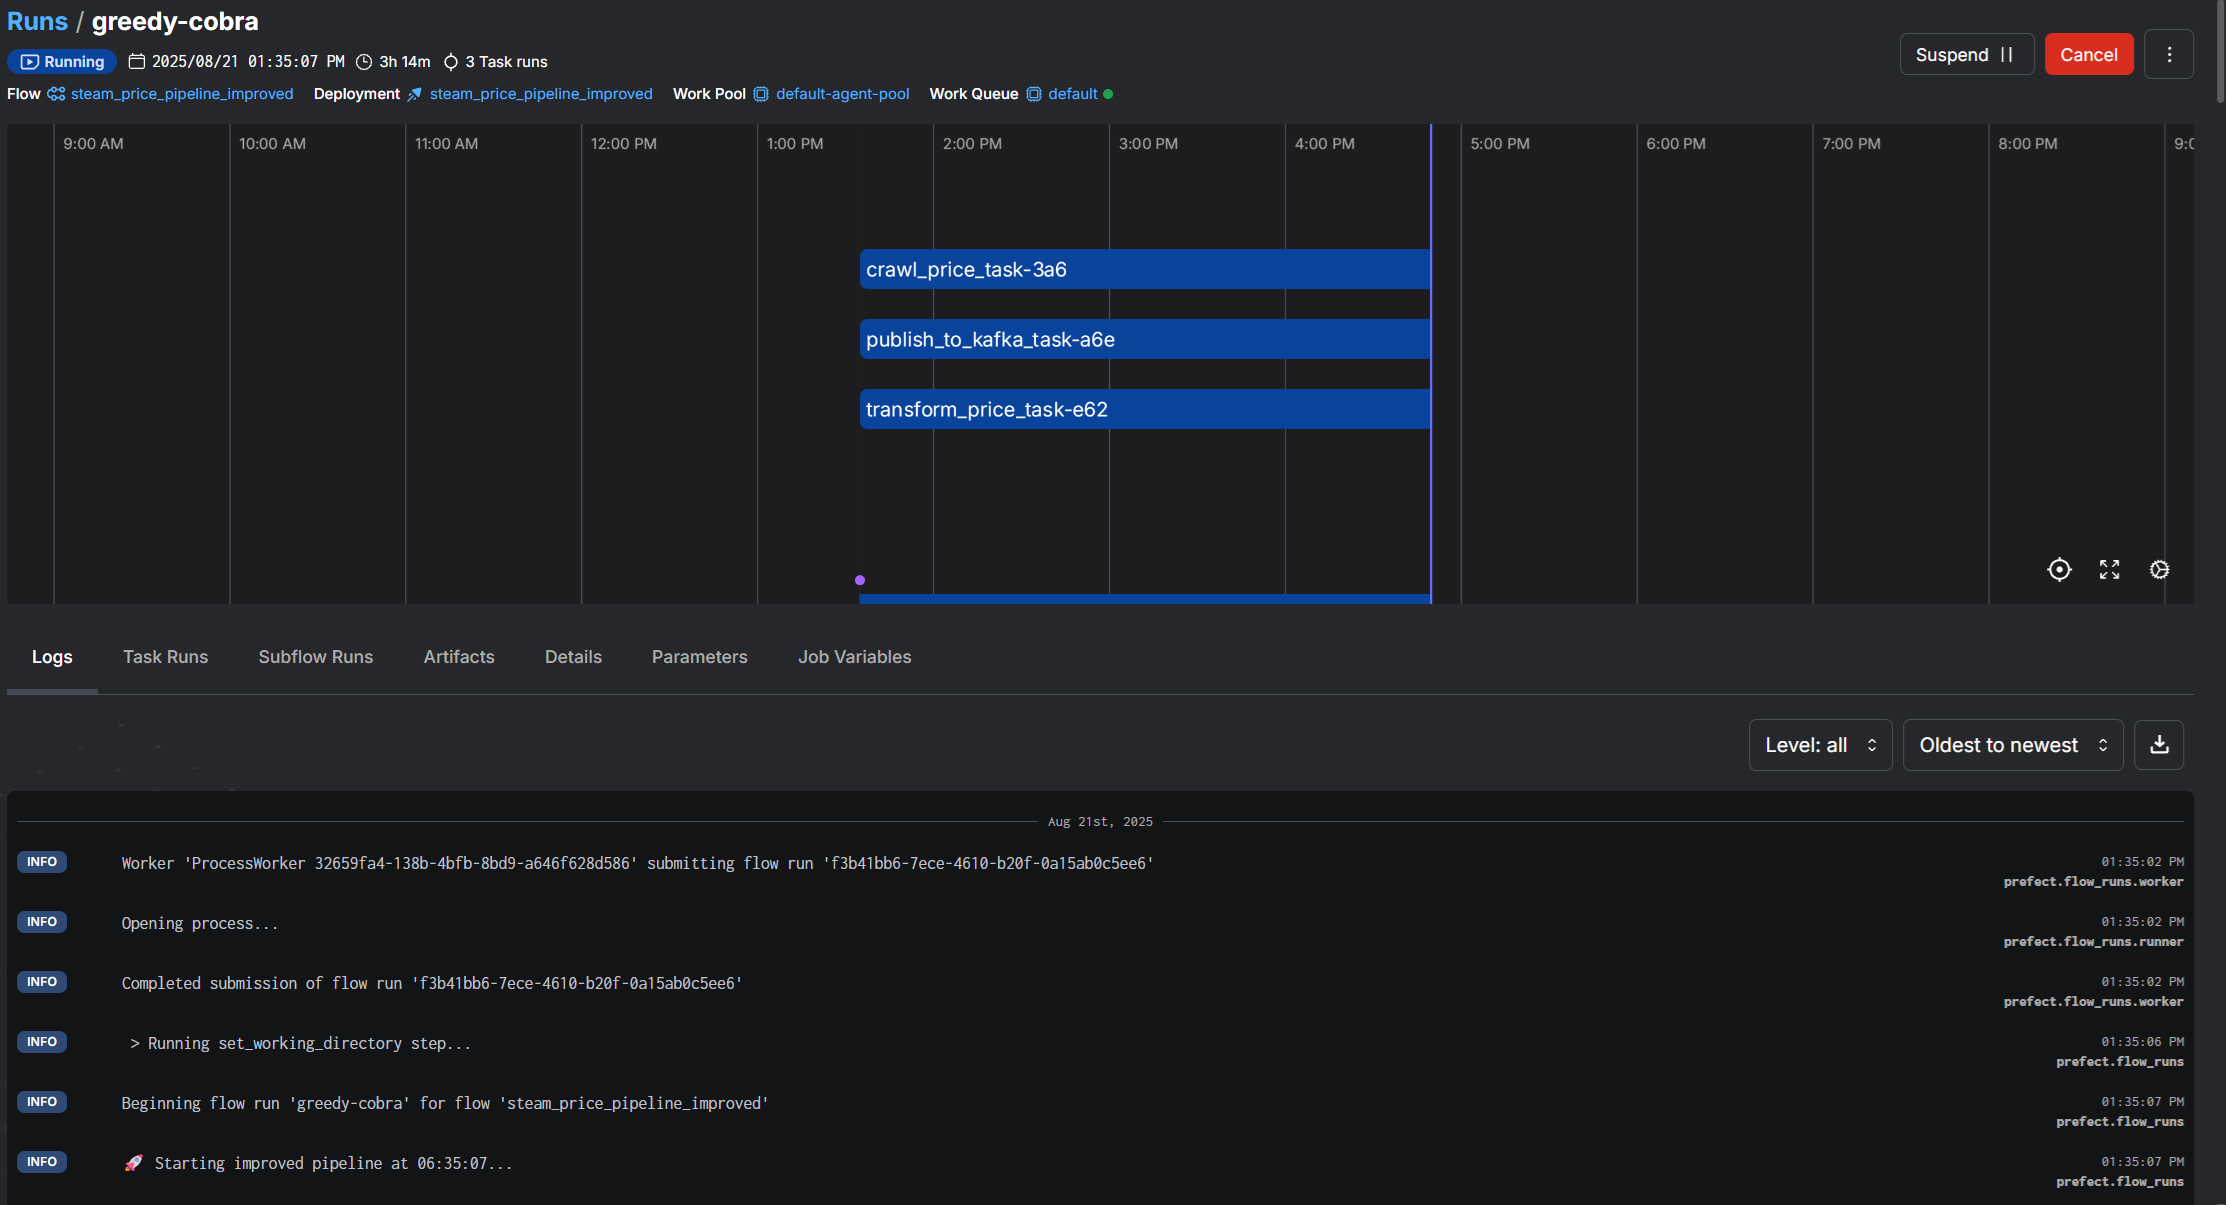 Runs / greedy-cobra
Running 2025/08/21 01:35:07 PM 3h 14m 3 Task runs
Suspend Cancel
Flow steam_price_pipeline_improved Deployment steam_price_pipeline_improved Work Pool default-agent-pool Work Queue default
9:00 AM 10:00 AM 11:00 AM 12:00 PM 1:00 PM 2:00 PM 3:00 PM 4:00 PM 5:00 PM 6:00 PM 7:00 PM 8:00 PM
crawl_price_task-3a6
publish_to_kafka_task-a6e
transform_price_task-e62
Logs Task Runs Subflow Runs Artifacts Details Parameters Job Variables
Level: all Oldest to newest
Aug 21st, 2025
INFO Worker 'ProcessWorker 32659fa4-138b-4bfb-8bd9-a646f628d586' submitting flow run 'f3b41bb6-7ece-4610-b20f-0a15ab0c5ee6' 01:35:02 PM
prefect.flow_runs.worker
INFO Opening process... 01:35:02 PM
prefect.flow_runs.runner
INFO Completed submission of flow run 'f3b41bb6-7ece-4610-b20f-0a15ab0c5ee6' 01:35:02 PM
prefect.flow_runs.worker
INFO > Running set_working_directory step... 01:35:06 PM
prefect.flow_runs
INFO Beginning flow run 'greedy-cobra' for flow 'steam_price_pipeline_improved' 01:35:07 PM
prefect.flow_runs
INFO 🚀 Starting improved pipeline at 06:35:07... 01:35:07 PM
prefect.flow_runs